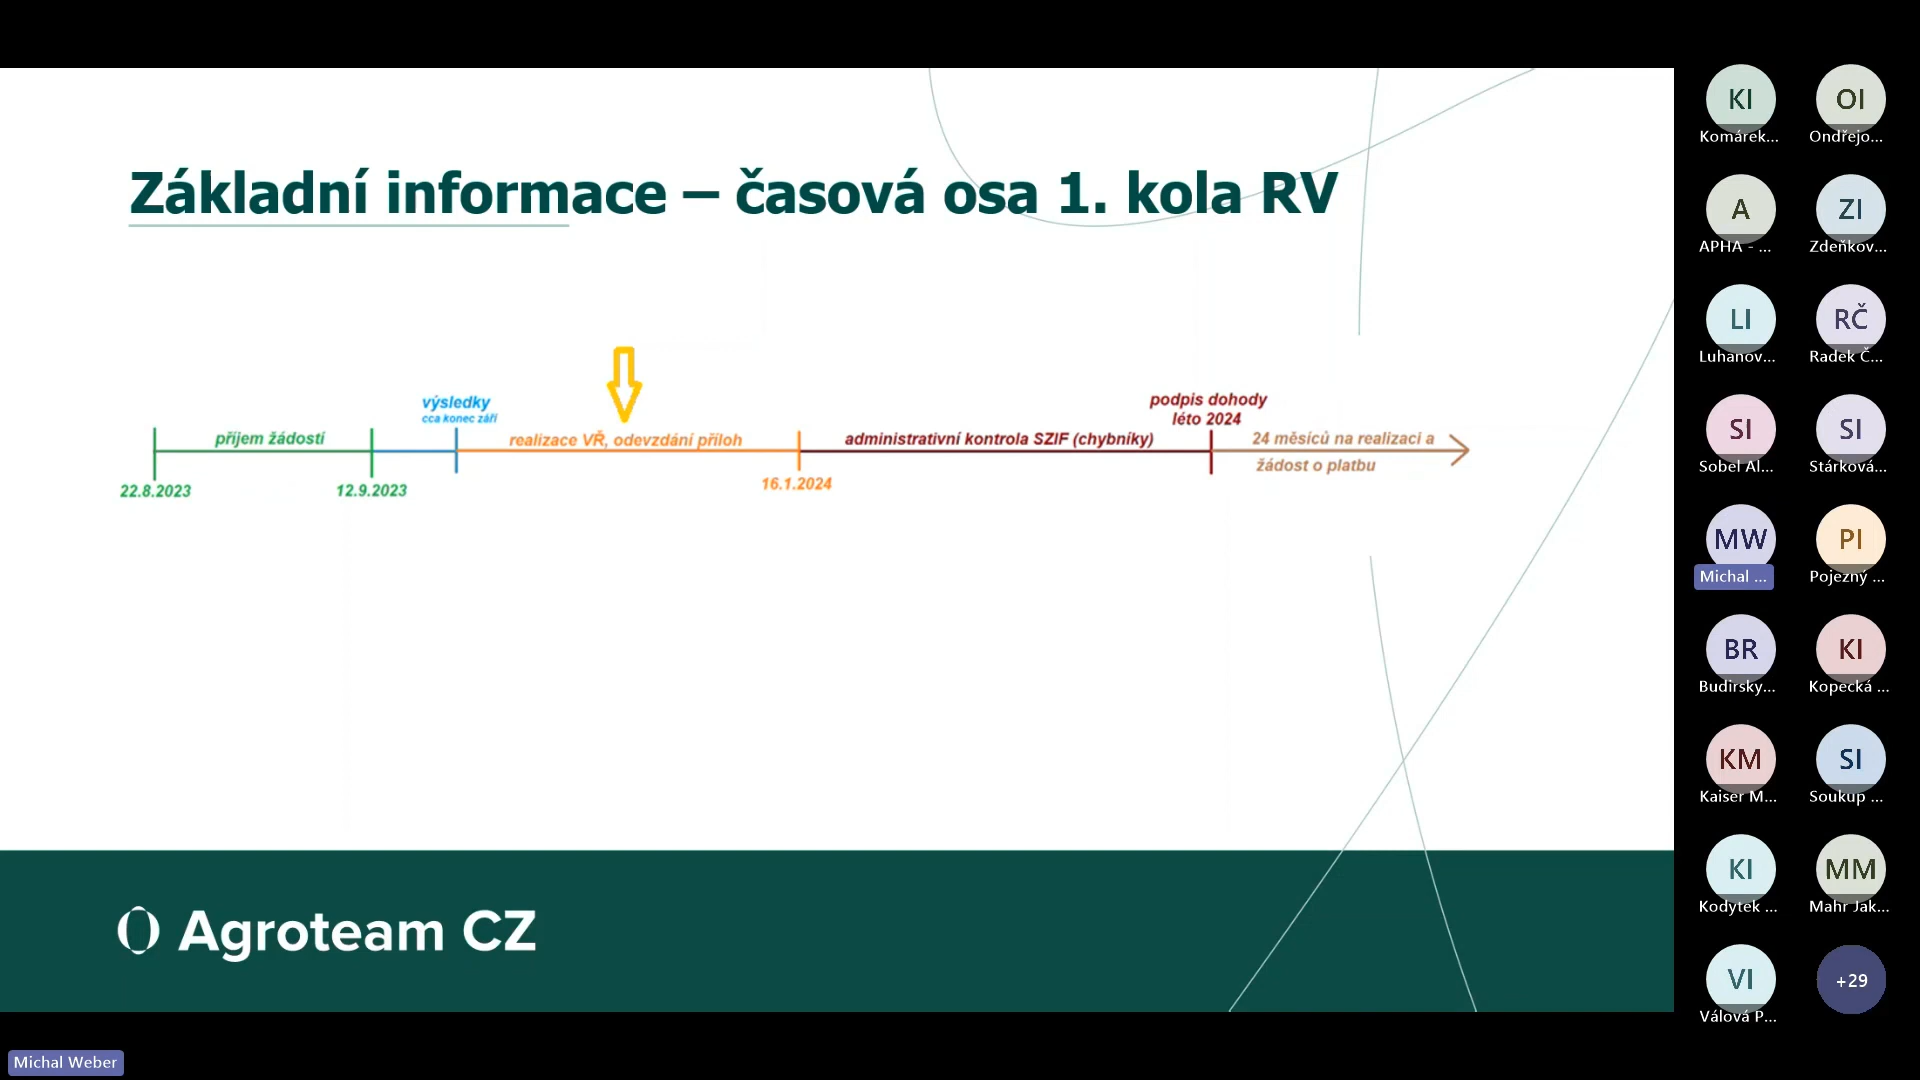 Základní informace – časová osa 1. kola RV
výsledky
cca konec září
podpis dohody
léto 2024
příjem žádostí
realizace VŘ, odevzdání příloh
administrativní kontrola SZIF (chybníky)
24 měsíců na realizaci a
žádost o platbu
22.8.2023
12.9.2023
16.1.2024
Agroteam CZ
KI
OI
Komárek...
Ondřejo...
A
ZI
APHA - ...
Zdeňkov...
LI
RČ
Luhanov...
Radek Č...
SI
SI
Sobel Al...
Stárková...
MW
PI
Michal ...
Pojezný ...
BR
KI
Budirsky...
Kopecká ...
KM
SI
Kaiser M...
Soukup ...
KI
MM
Kodytek ...
Mahr Jak...
VI
+29
Válová P...
Michal Weber